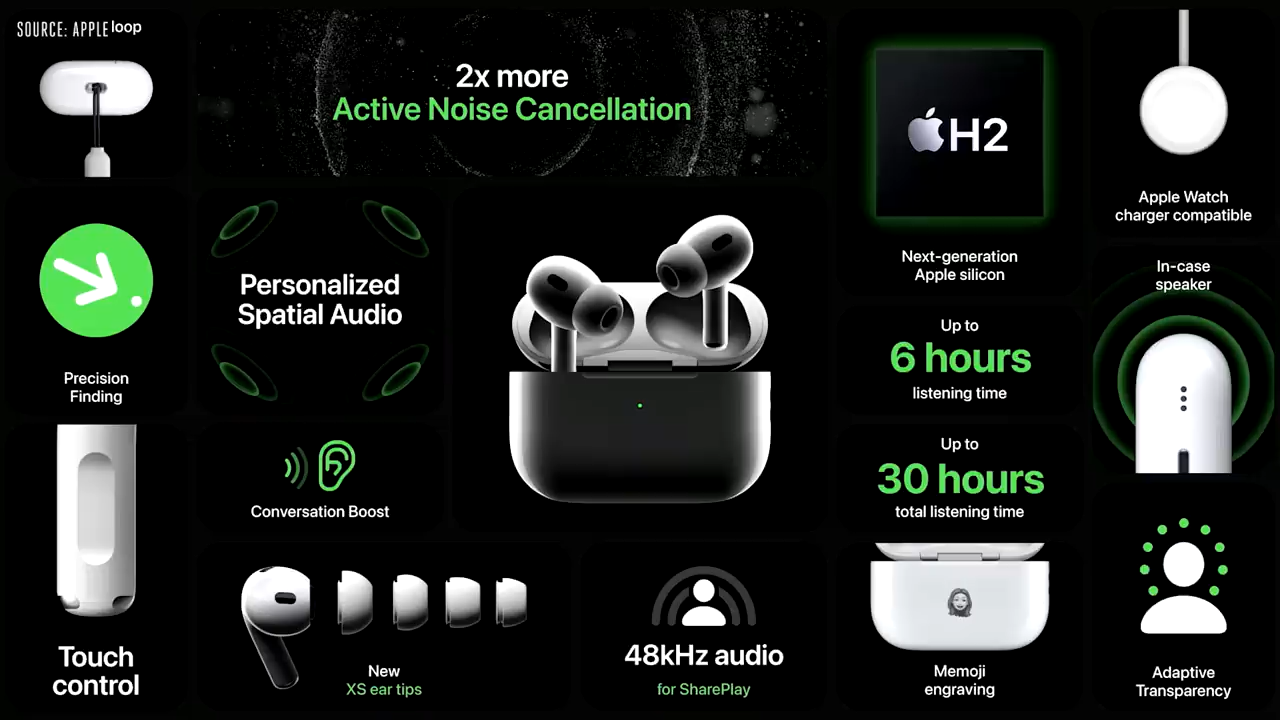 SOURCE: APPLE loop
2x more
Active Noise Cancellation
H2
Next-generation
Apple silicon
Apple Watch
charger compatible
Precision
Finding
Personalized
Spatial Audio
In-case
speaker
Up to
6 hours
listening time
Conversation Boost
Up to
30 hours
total listening time
Touch
control
New
XS ear tips
48kHz audio
for SharePlay
Memoji
engraving
Adaptive
Transparency